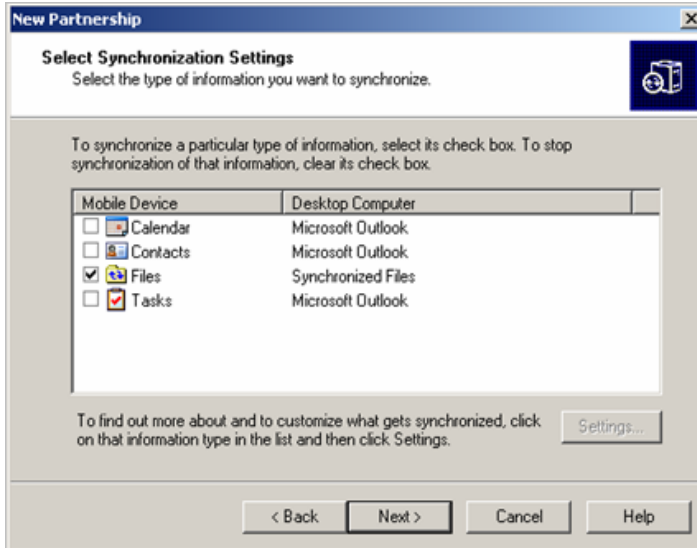 New Partnership
Select Synchronization Settings
Select the type of information you want to synchronize.
To synchronize a particular type of information, select its check box. To stop
synchronization of that information, clear its check box.
Mobile Device Desktop Computer
Calendar Microsoft Outlook
Contacts Microsoft Outlook
Files Synchronized Files
Tasks Microsoft Outlook
To find out more about and to customize what gets synchronized, click
on that information type in the list and then click Settings.
Settings...
< Back Next > Cancel Help